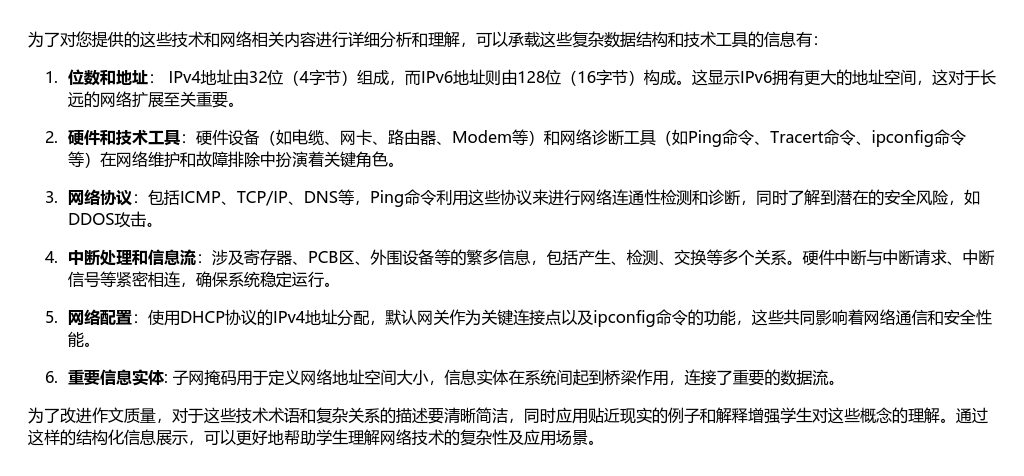 为了对您提供的这些技术和网络相关内容进行详细分析和理解，可以承载这些复杂数据结构和技术工具的信息有：
1. 位数和地址： IPv4地址由32位（4字节）组成，而IPv6地址则由128位（16字节）构成。这显示IPv6拥有更大的地址空间，这对于长
远的网络扩展至关重要。
2. 硬件和技术工具：硬件设备（如电缆、网卡、路由器、Modem等）和网络诊断工具（如Ping命令、Tracert命令、ipconfig命令
等）在网络维护和故障排除中扮演着关键角色。
3. 网络协议：包括ICMP、TCP/IP、DNS等，Ping命令利用这些协议来进行网络连通性检测和诊断，同时了解到潜在的安全风险，如
DDOS攻击。
4. 中断处理和信息流：涉及寄存器、PCB区、外围设备等的繁多信息，包括产生、检测、交换等多个关系。硬件中断与中断请求、中断
信号等紧密相连，确保系统稳定运行。
5. 网络配置：使用DHCP协议的IPv4地址分配，默认网关作为关键连接点以及ipconfig命令的功能，这些共同影响着网络通信和安全性
能。
6. 重要信息实体: 子网掩码用于定义网络地址空间大小，信息实体在系统间起到桥梁作用，连接了重要的数据流。
为了改进作文质量，对于这些技术术语和复杂关系的描述要清晰简洁，同时应用贴近现实的例子和解释增强学生对这些概念的理解。通过
这样的结构化信息展示，可以更好地帮助学生理解网络技术的复杂性及应用场景。